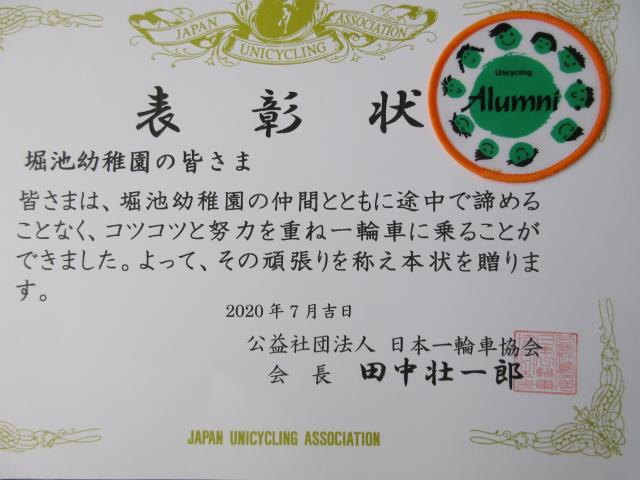 JAPAN UNICYCLING ASSOCIATION
Unicycling
Alumni
表彰状
堀池幼稚園の皆さま
皆さまは、堀池幼稚園の仲間とともに途中で諦める
ことなく、コツコツと努力を重ね一輪車に乗ることが
できました。よって、その頑張りを称え本状を贈りま
す。
2020年7月吉日
公益社団法人 日本一輪車協会
会 長 田中壮一郎
JAPAN UNICYCLING ASSOCIATION